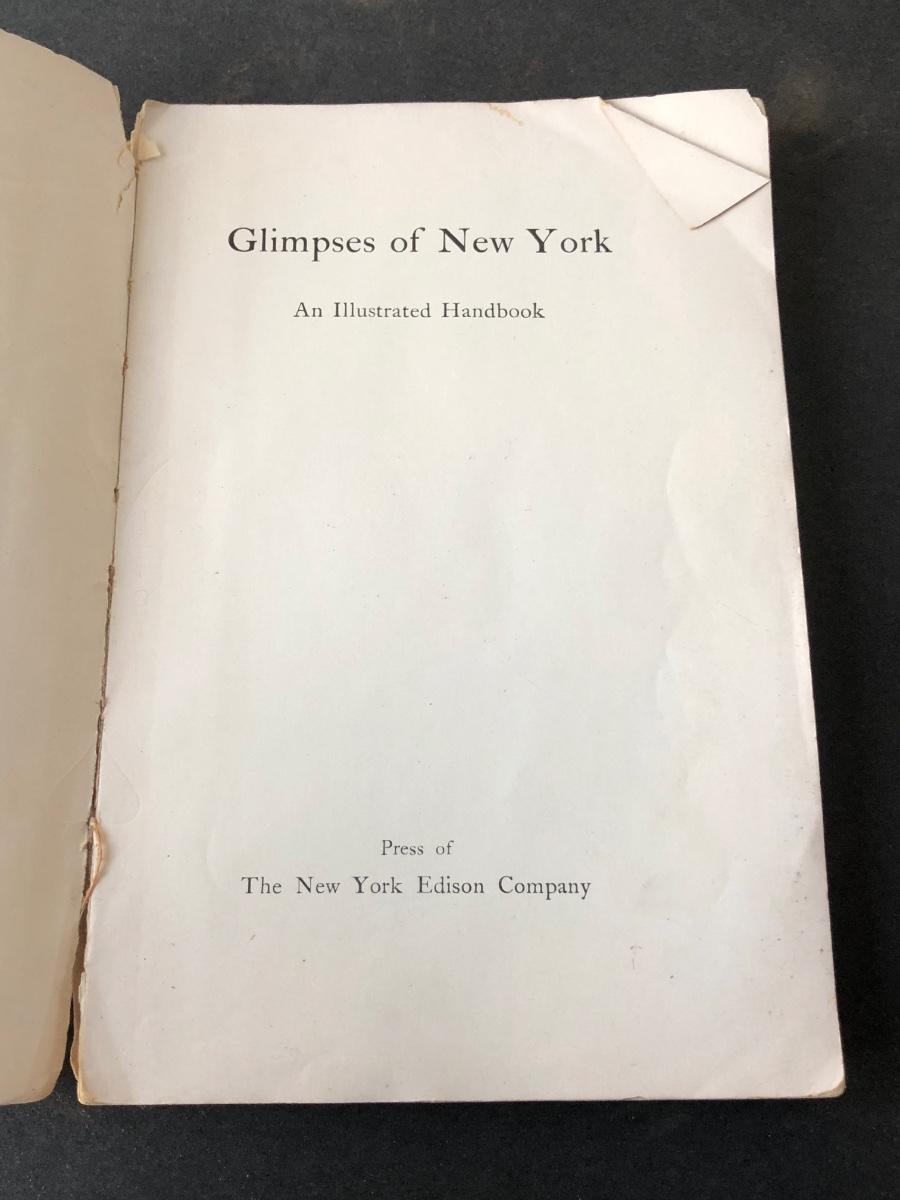 Glimpses of New York
An Illustrated Handbook
Press of
The New York Edison Company